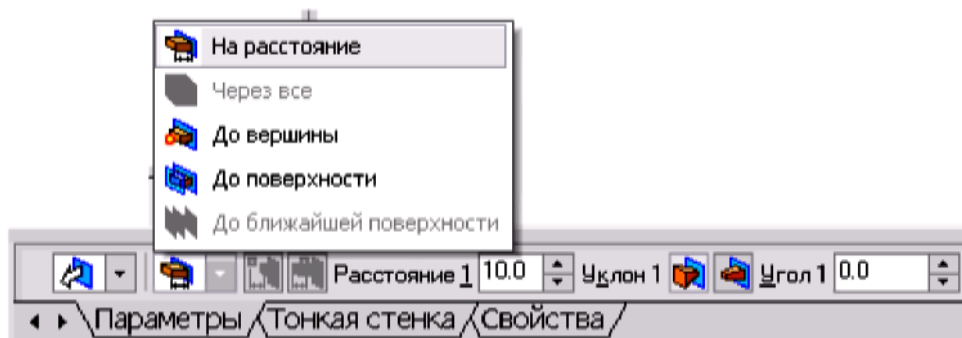 На расстояние
Через все
До вершины
До поверхности
До ближайшей поверхности
Расстояние 1 10.0 Уклон 1 Угол 1 0.0
Параметры Тонкая стенка Свойства